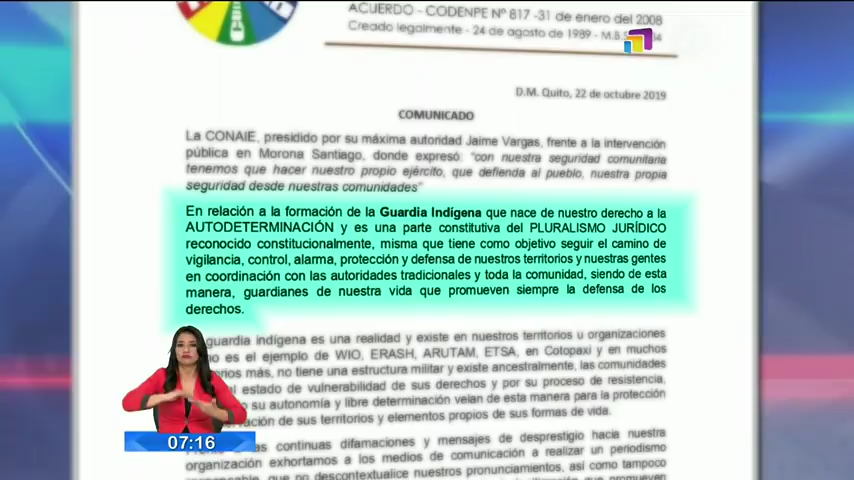 ACUERDO - CODENPE Nº 817 -31 de enero del 2008
Creado legalmente - 24 de agosto de 1989 - M.B.S.
D.M. Quito, 22 de octubre 2019
COMUNICADO
La CONAIE, presidido por su máxima autoridad Jaime Vargas, frente a la intervención
pública en Morona Santiago, donde expresó: "con nuestra seguridad comunitaria
tenemos que hacer nuestro propio ejército, que defienda al pueblo, nuestra propia
seguridad desde nuestras comunidades"
En relación a la formación de la Guardia Indígena que nace de nuestro derecho a la
AUTODETERMINACIÓN y es una parte constitutiva del PLURALISMO JURÍDICO
reconocido constitucionalmente, misma que tiene como objetivo seguir el camino de
vigilancia, control, alarma, protección y defensa de nuestros territorios y nuestras gentes
en coordinación con las autoridades tradicionales y toda la comunidad, siendo de esta
manera, guardianes de nuestra vida que promueven siempre la defensa de los
derechos.
guardia indígena es una realidad y existe en nuestros territorios u organizaciones
es el ejemplo de WIO, ERASH, ARUTAM, ETSA, en Cotopaxi y en muchos
más, no tiene una estructura militar y existe ancestralmente, las comunidades
estado de vulnerabilidad de sus derechos y por su proceso de resistencia,
su autonomía y libre determinación velan de esta manera para la protección
de sus territorios y elementos propios de sus formas de vida.
las continuas difamaciones y mensajes de desprestigio hacia nuestra
organización exhortamos a los medios de comunicación a realizar un periodismo
que no descontextualice nuestros pronunciamientos, así como tampoco
07:16